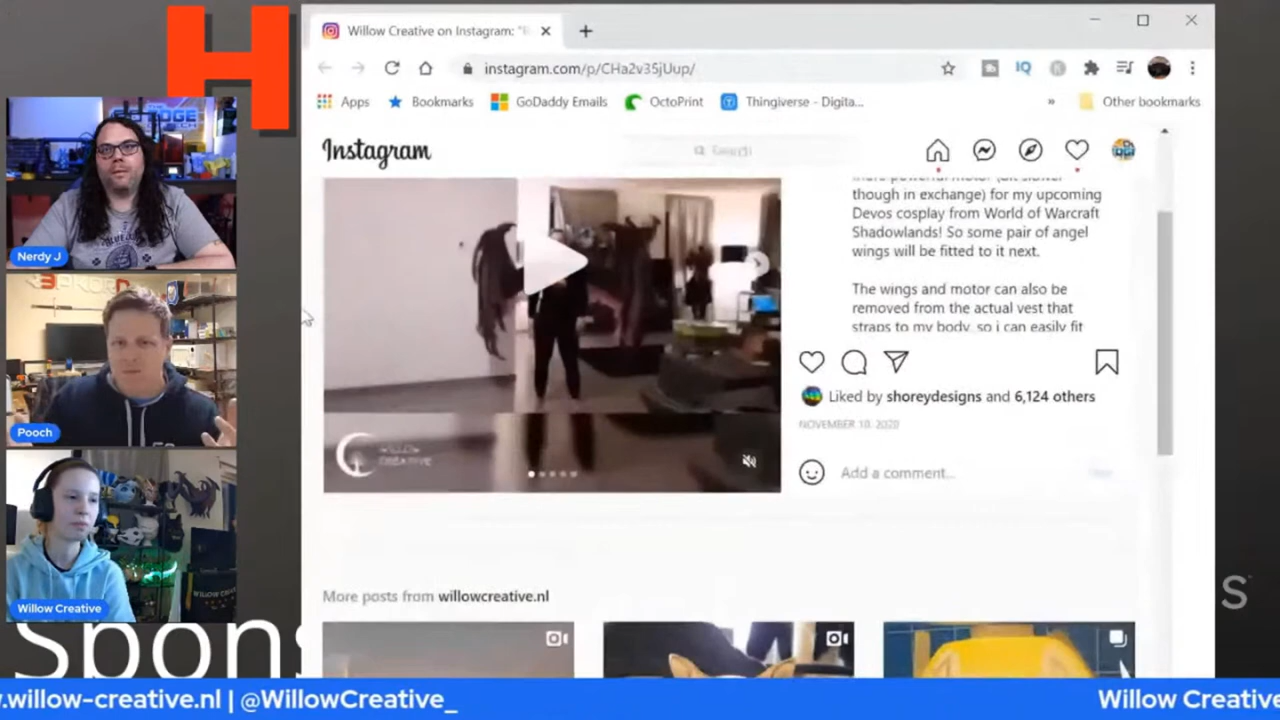 H
Willow Creative on Instagram: "
instagram.com/p/CHa2v35jUup/
IQ
Apps
Bookmarks
GoDaddy Emails
OctoPrint
Thingiverse - Digita...
»
Other bookmarks
Instagram
Search
though in exchange) for my upcoming
Devos cosplay from World of Warcraft
Shadowlands! So some pair of angel
wings will be fitted to it next.
The wings and motor can also be
removed from the actual vest that
straps to my body, so i can easily fit
Liked by shoreydesigns and 6,124 others
NOVEMBER 10, 2020
Add a comment...
WILLOW
CREATIVE
More posts from willowcreative.nl
Nerdy J
Pooch
Willow Creative
Spons
s
.willow-creative.nl | @WillowCreative_
Willow Creative